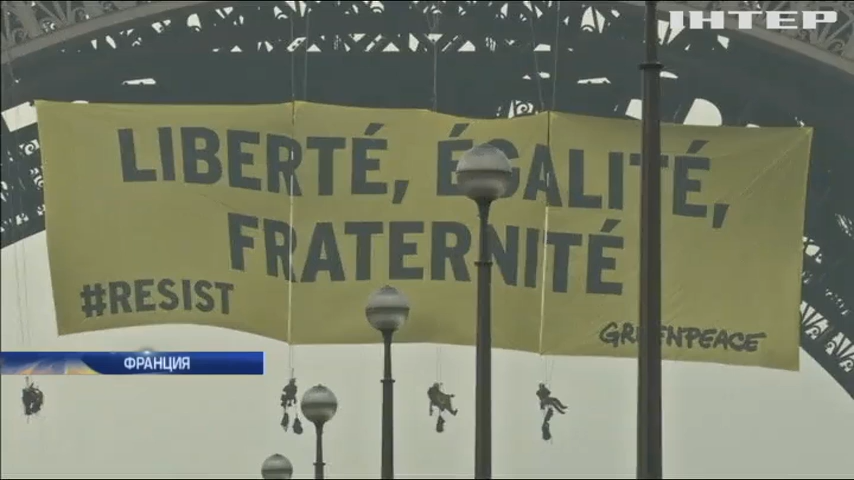 ІНТЕР
LIBERTÉ, ÉGALITÉ,
FRATERNITÉ
#RESIST
GREENPEACE
ФРАНЦИЯ